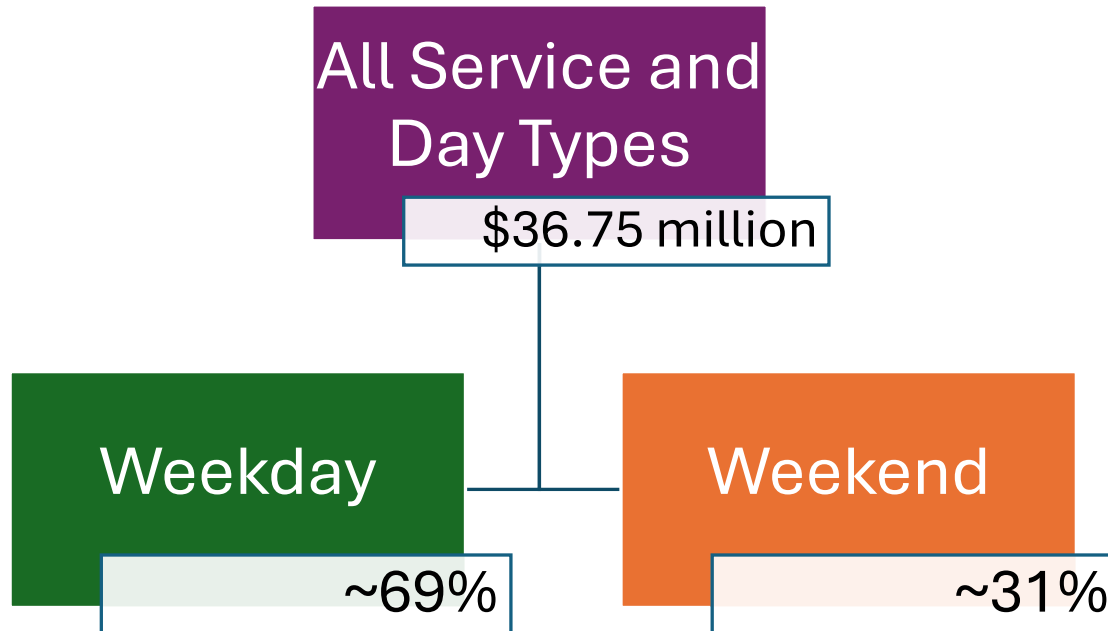 All Service and
Day Types
$36.75 million
Weekday
Weekend
~69%
~31%